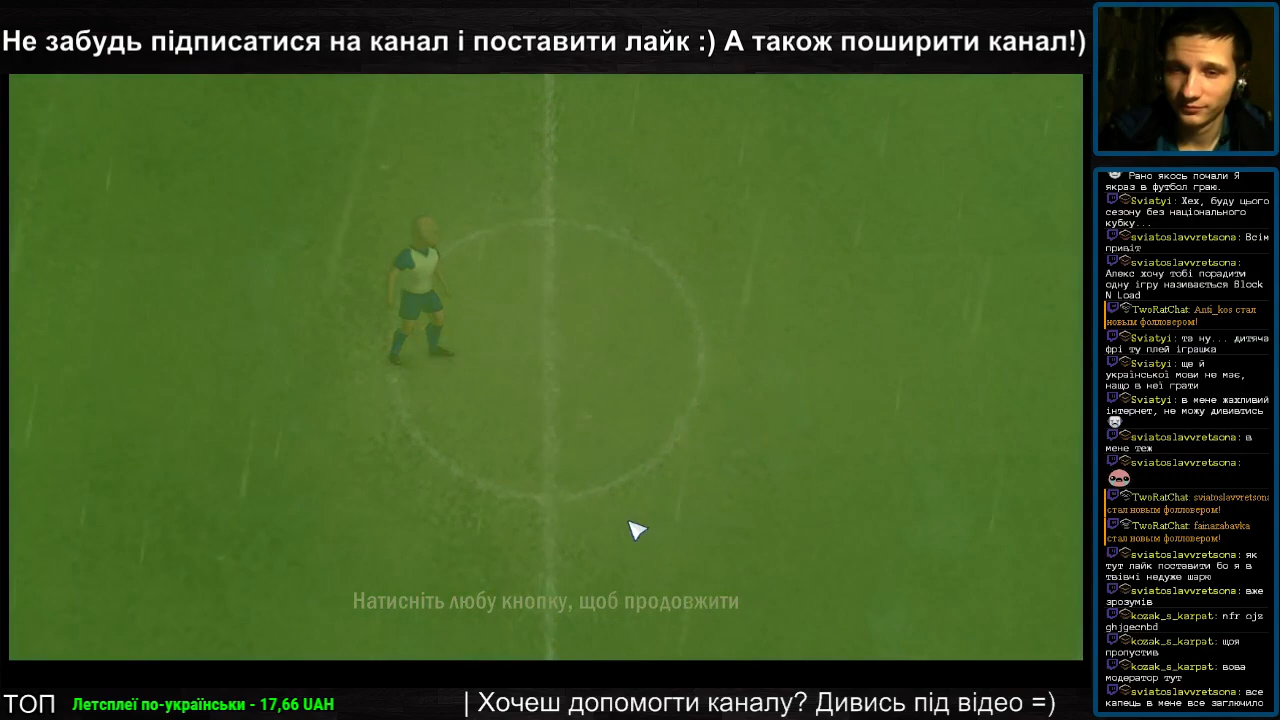 Не забудь підписатися на канал і поставити лайк :) А також поширити канал!)
Натисніть любу кнопку, щоб продовжити
Рано якось почали Я
якраз в футбол граю.
Sviatyi: Хех, буду цього
сезону без національного
кубку...
sviatoslavvretsona: Всім
привіт
sviatoslavvretsona:
Алекс хочу тобі порадити
одну ігру називається Block
N Load
TwoRatChat: Anti_kos стал
новым фолловером!
Sviatyi: та ну... дитяча
фрі ту плей іграшка
Sviatyi: ще й
української мови не має,
нащо в неї грати
Sviatyi: в мене жахливий
інтернет, не можу дивитись
sviatoslavvretsona: в
мене теж
sviatoslavvretsona:
TwoRatChat: sviatoslavvretsona
стал новым фолловером!
TwoRatChat: fainazabavka
стал новым фолловером!
sviatoslavvretsona: як
тут лайк поставити бо я в
твічі недуже шарю
sviatoslavvretsona: вже
зрозумів
kozak_s_karpat: nfr ojz
ghjgecnbd
kozak_s_karpat: щоя
пропустив
kozak_s_karpat: вова
модератор тут
sviatoslavvretsona: все
капець в мене все заглючило
ТОП Летсплеї по-українськи - 17,66 UAH | Хочеш допомогти каналу? Дивись під відео =)